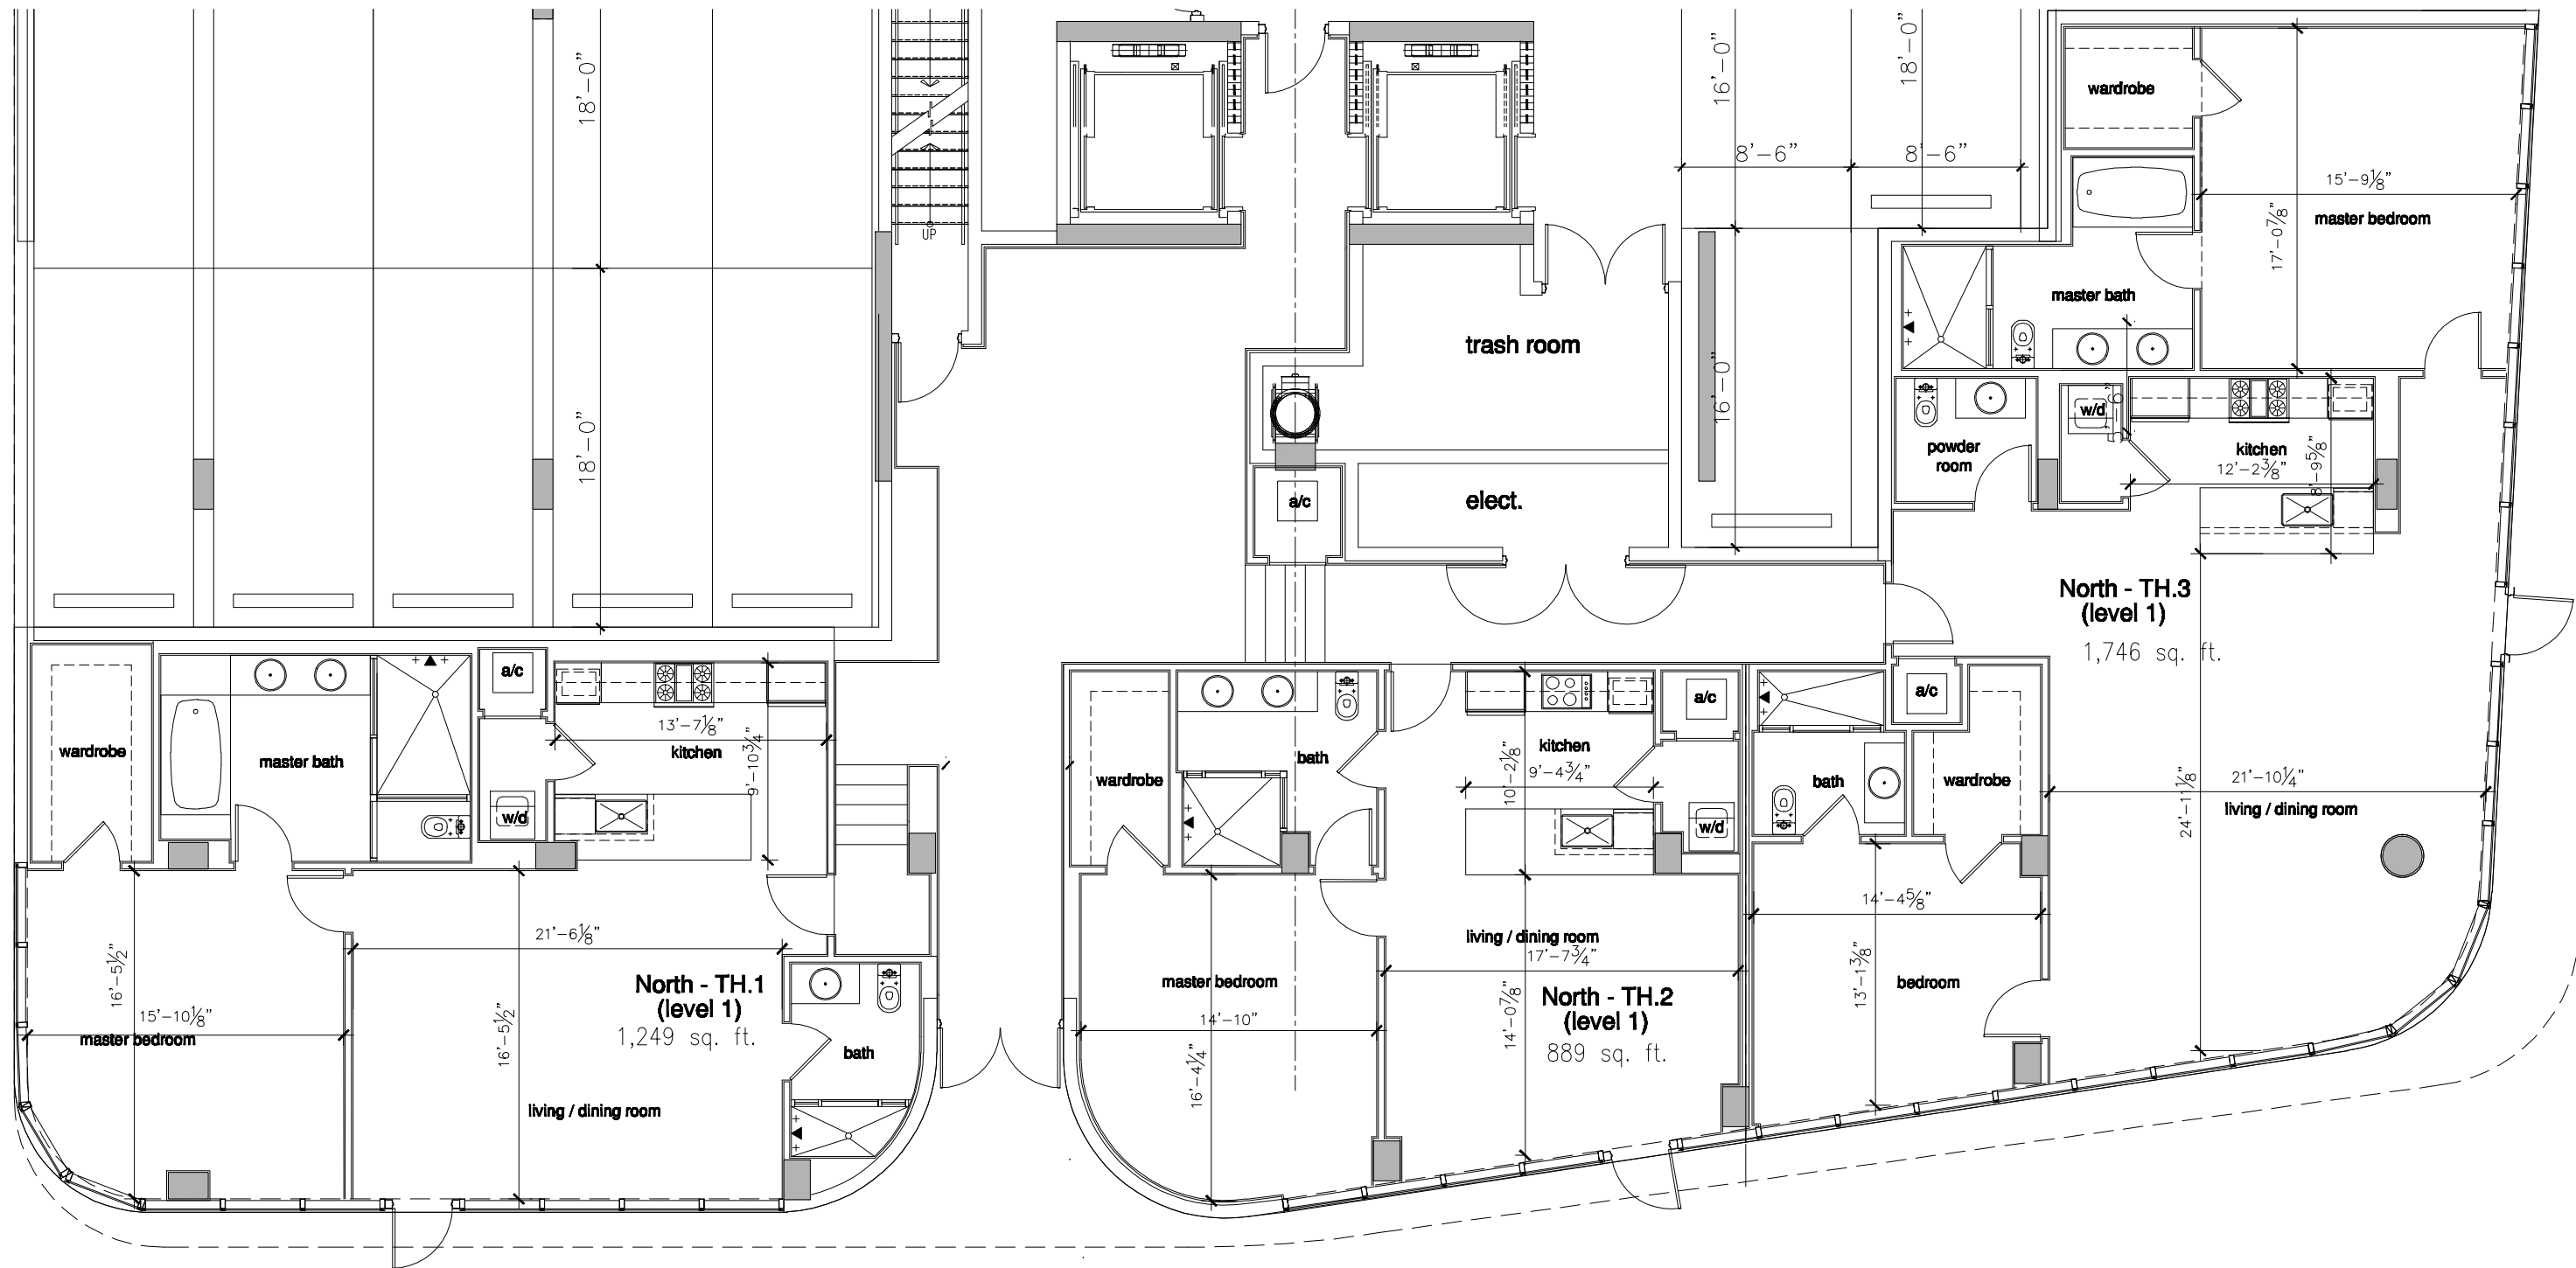 18'-0"
18'-0"
UP
16'-0"
18'-0"
8'-6"
8'-6"
16'-0"
trash room
elect.
a/c
wardrobe
15'-9⅛"
master bedroom
17'-0⅞"
master bath
w/d
powder
room
kitchen
12'-2⅜"
8'-9⅝"
North - TH.3
(level 1)
1,746 sq. ft.
a/c
bath
wardrobe
21'-10¼"
living / dining room
24'-11⅛"
14'-4⅝"
13'-1⅜"
bedroom
wardrobe
master bath
a/c
w/d
13'-7⅛"
kitchen
9'-10¾"
21'-6⅛"
16'-5½"
15'-10⅛"
master bedroom
16'-5½"
North - TH.1
(level 1)
1,249 sq. ft.
bath
living / dining room
wardrobe
bath
kitchen
9'-4¾"
10'-2⅛"
a/c
w/d
living / dining room
17'-7¾"
master bedroom
14'-10"
16'-4¼"
North - TH.2
(level 1)
889 sq. ft.
14'-0⅞"